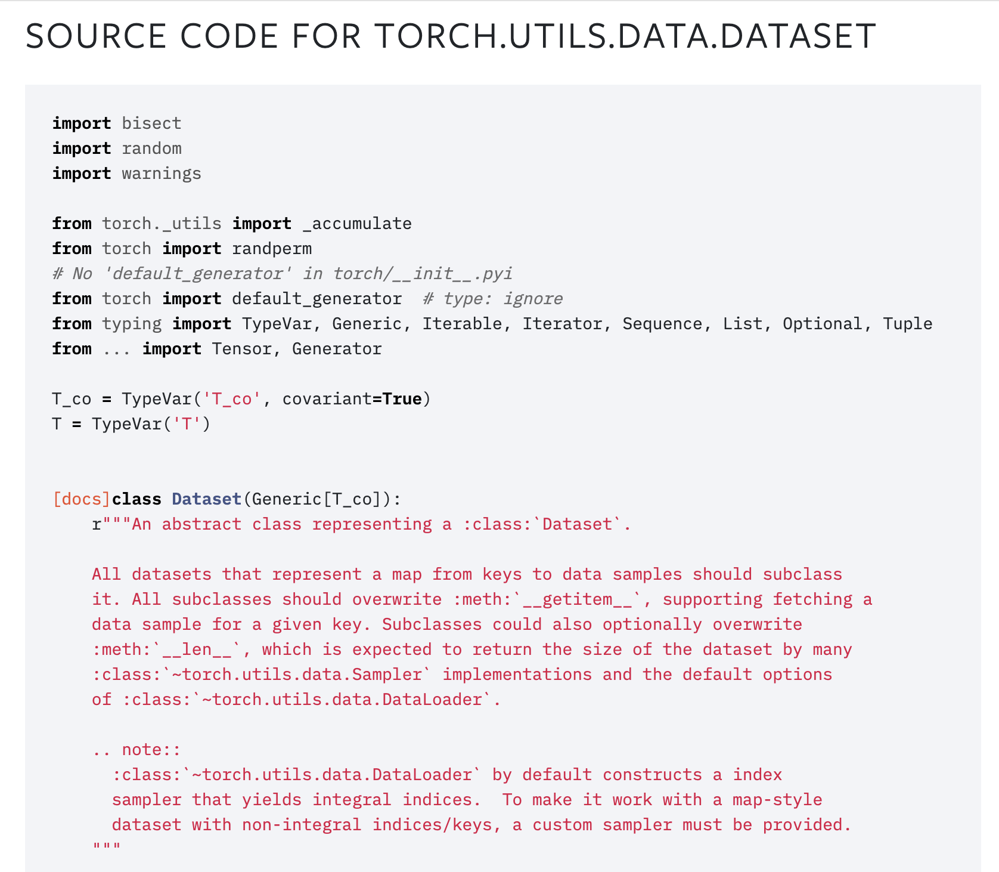 SOURCE CODE FOR TORCH.UTILS.DATA.DATASET
import bisect
import random
import warnings
from torch._utils import _accumulate
from torch import randperm
# No 'default_generator' in torch/__init__.pyi
from torch import default_generator  # type: ignore
from typing import TypeVar, Generic, Iterable, Iterator, Sequence, List, Optional, Tuple
from ... import Tensor, Generator
T_co = TypeVar('T_co', covariant=True)
T = TypeVar('T')
[docs]class Dataset(Generic[T_co]):
    r"""An abstract class representing a :class:`Dataset`.
    All datasets that represent a map from keys to data samples should subclass
    it. All subclasses should overwrite :meth:`__getitem__`, supporting fetching a
    data sample for a given key. Subclasses could also optionally overwrite
    :meth:`__len__`, which is expected to return the size of the dataset by many
    :class:`~torch.utils.data.Sampler` implementations and the default options
    of :class:`~torch.utils.data.DataLoader`.
    .. note::
      :class:`~torch.utils.data.DataLoader` by default constructs a index
      sampler that yields integral indices.  To make it work with a map-style
      dataset with non-integral indices/keys, a custom sampler must be provided.
    """